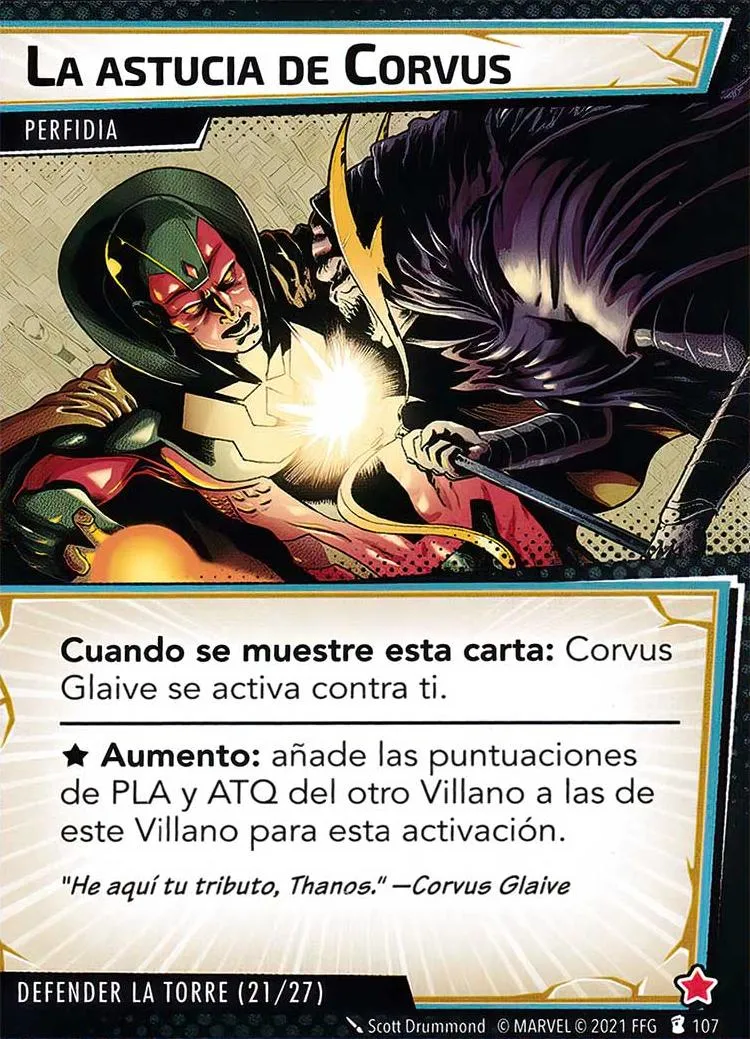 La astucia de Corvus
PERFIDIA
Cuando se muestre esta carta: Corvus
Glaive se activa contra ti.
★ Aumento: añade las puntuaciones
de PLA y ATQ del otro Villano a las de
este Villano para esta activación.
"He aquí tu tributo, Thanos." —Corvus Glaive
DEFENDER LA TORRE (21/27)
Scott Drummond © MARVEL © 2021 FFG 107